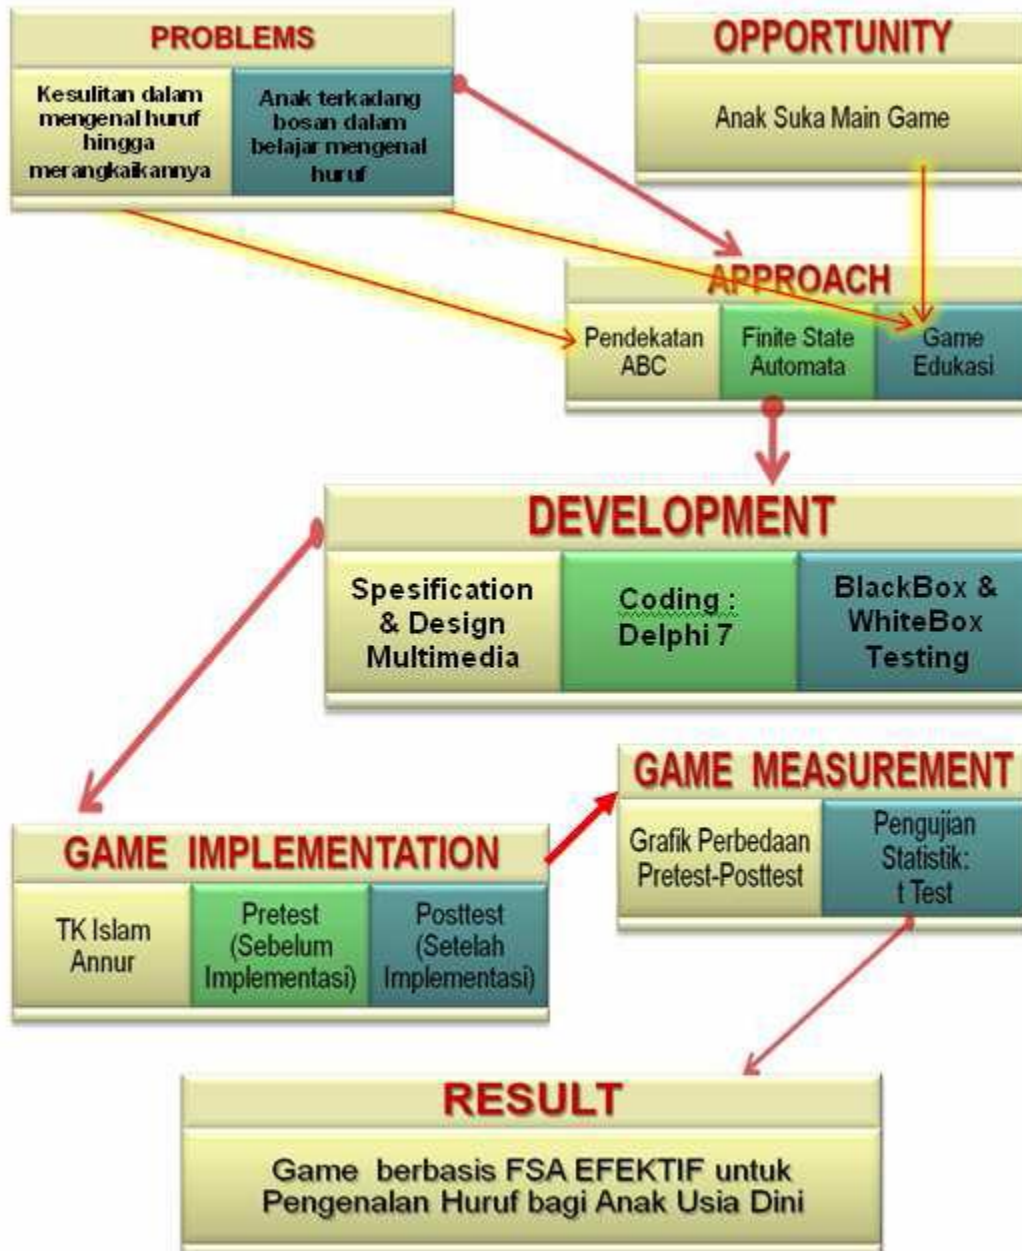 PROBLEMS
Kesulitan dalam
mengenal huruf
hingga
merangkaikannya
Anak terkadang
bosan dalam
belajar mengenal
huruf
OPPORTUNITY
Anak Suka Main Game
APPROACH
Pendekatan
ABC
Finite State
Automata
Game
Edukasi
DEVELOPMENT
Spesification
& Design
Multimedia
Coding :
Delphi 7
BlackBox &
WhiteBox
Testing
GAME IMPLEMENTATION
TK Islam
Annur
Pretest
(Sebelum
Implementasi)
Posttest
(Setelah
Implementasi)
GAME MEASUREMENT
Grafik Perbedaan
Pretest-Posttest
Pengujian
Statistik:
t Test
RESULT
Game berbasis FSA EFEKTIF untuk
Pengenalan Huruf bagi Anak Usia Dini